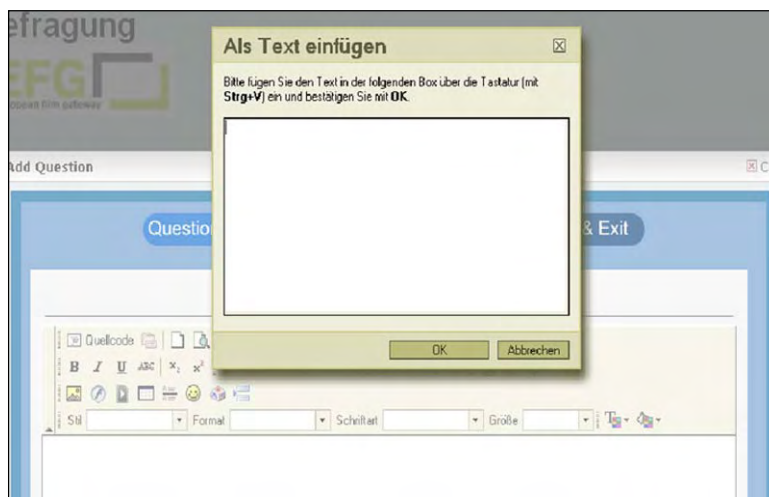 efragung
EFG
opean film gateway
Als Text einfügen
Bitte fügen Sie den Text in der folgenden Box über die Tastatur (mit
Strg+V) ein und bestätigen Sie mit OK.
Add Question
C
Questio
& Exit
OK
Abbrechen
Quellcode
B I U ABC x₂ x²
Stil
Format
Schriftart
Größe
T